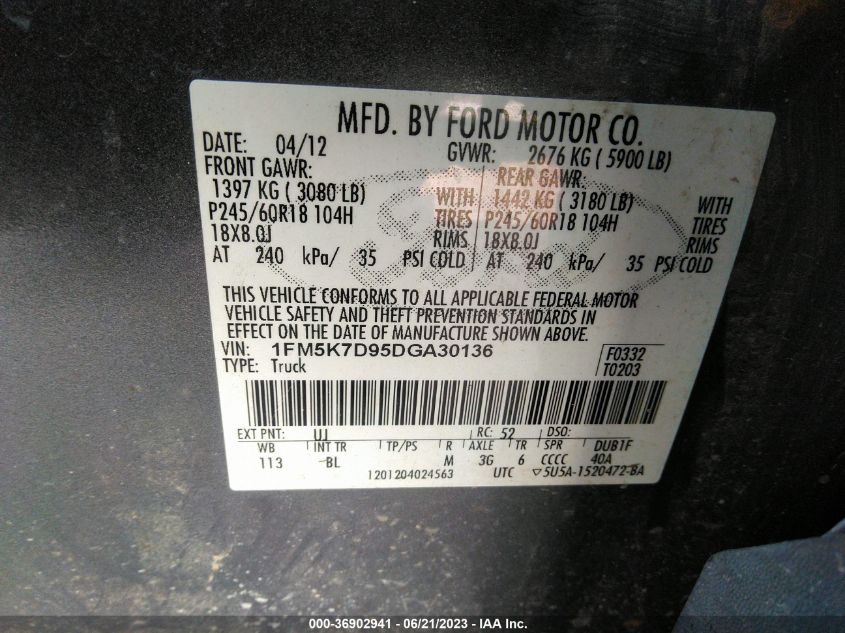 MFD. BY FORD MOTOR CO.
DATE: 04/12 GVWR: 2676 KG ( 5900 LB)
FRONT GAWR: REAR GAWR:
1397 KG ( 3080 LB) WITH 1442 KG ( 3180 LB) WITH
P245/60R18 104H TIRES P245/60R18 104H TIRES
18X8.0J RIMS 18X8.0J RIMS
AT 240 kPa/ 35 PSI COLD AT 240 kPa/ 35 PSI COLD
THIS VEHICLE CONFORMS TO ALL APPLICABLE FEDERAL MOTOR
VEHICLE SAFETY AND THEFT PREVENTION STANDARDS IN
EFFECT ON THE DATE OF MANUFACTURE SHOWN ABOVE.
VIN: 1FM5K7D95DGA30136 F0332
TYPE: Truck T0203
EXT PNT: UJ RC: 52 DSO:
WB INT TR TP/PS R AXLE TR SPR DUB1F
113 BL M 3G 6 CCCC 40A
1201204024563 UTC ▽5U5A-1520472-BA
000-36902941 - 06/21/2023 - IAA Inc.